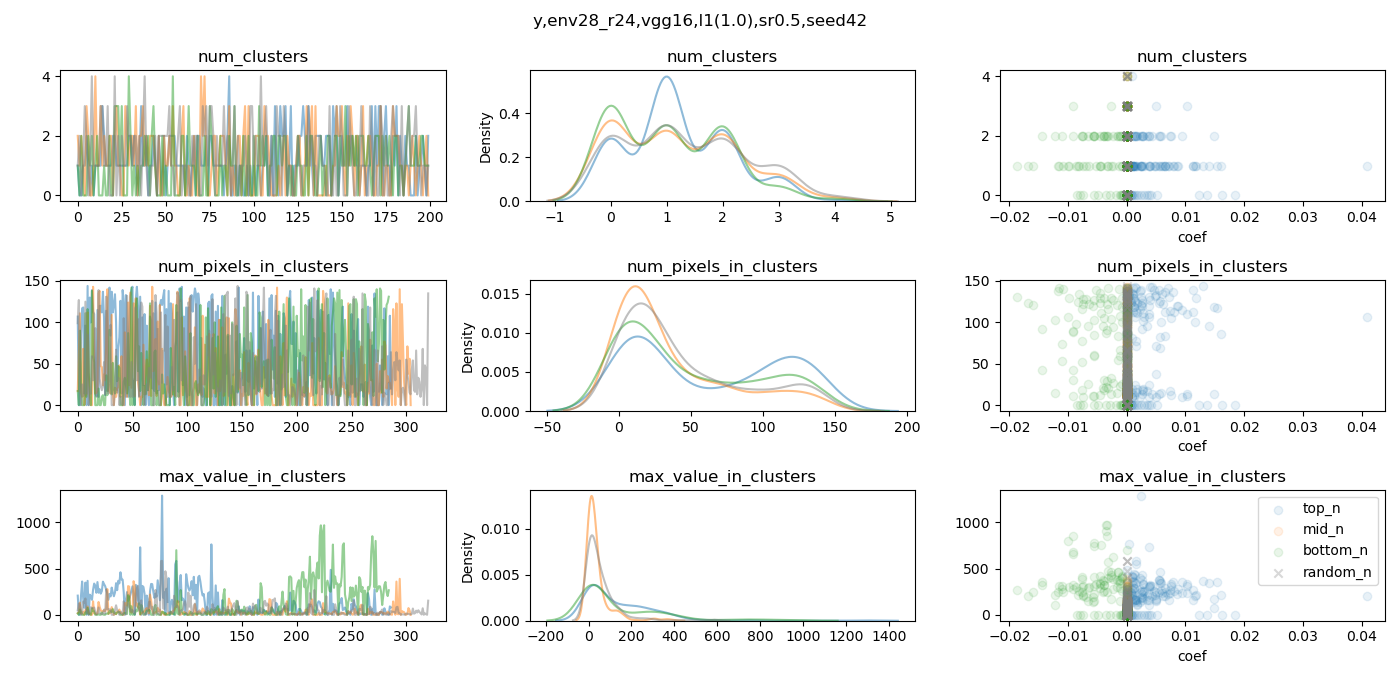 y,env28_r24,vgg16,l1(1.0),sr0.5,seed42
num_clusters
4
2
0
0 25 50 75 100 125 150 175 200
num_clusters
Density
0.4
0.2
0.0
−1 0 1 2 3 4 5
num_clusters
4
3
2
1
0
−0.02 −0.01 0.00 0.01 0.02 0.03 0.04
coef
num_pixels_in_clusters
150
100
50
0
0 50 100 150 200 250 300
num_pixels_in_clusters
Density
0.015
0.010
0.005
0.000
−50 0 50 100 150 200
num_pixels_in_clusters
150
100
50
0
−0.02 −0.01 0.00 0.01 0.02 0.03 0.04
coef
max_value_in_clusters
1000
500
0
0 50 100 150 200 250 300
max_value_in_clusters
Density
0.010
0.005
0.000
−200 0 200 400 600 800 1000 1200 1400
max_value_in_clusters
1000
500
0
top_n
mid_n
bottom_n
random_n
−0.02 −0.01 0.00 0.01 0.02 0.03 0.04
coef